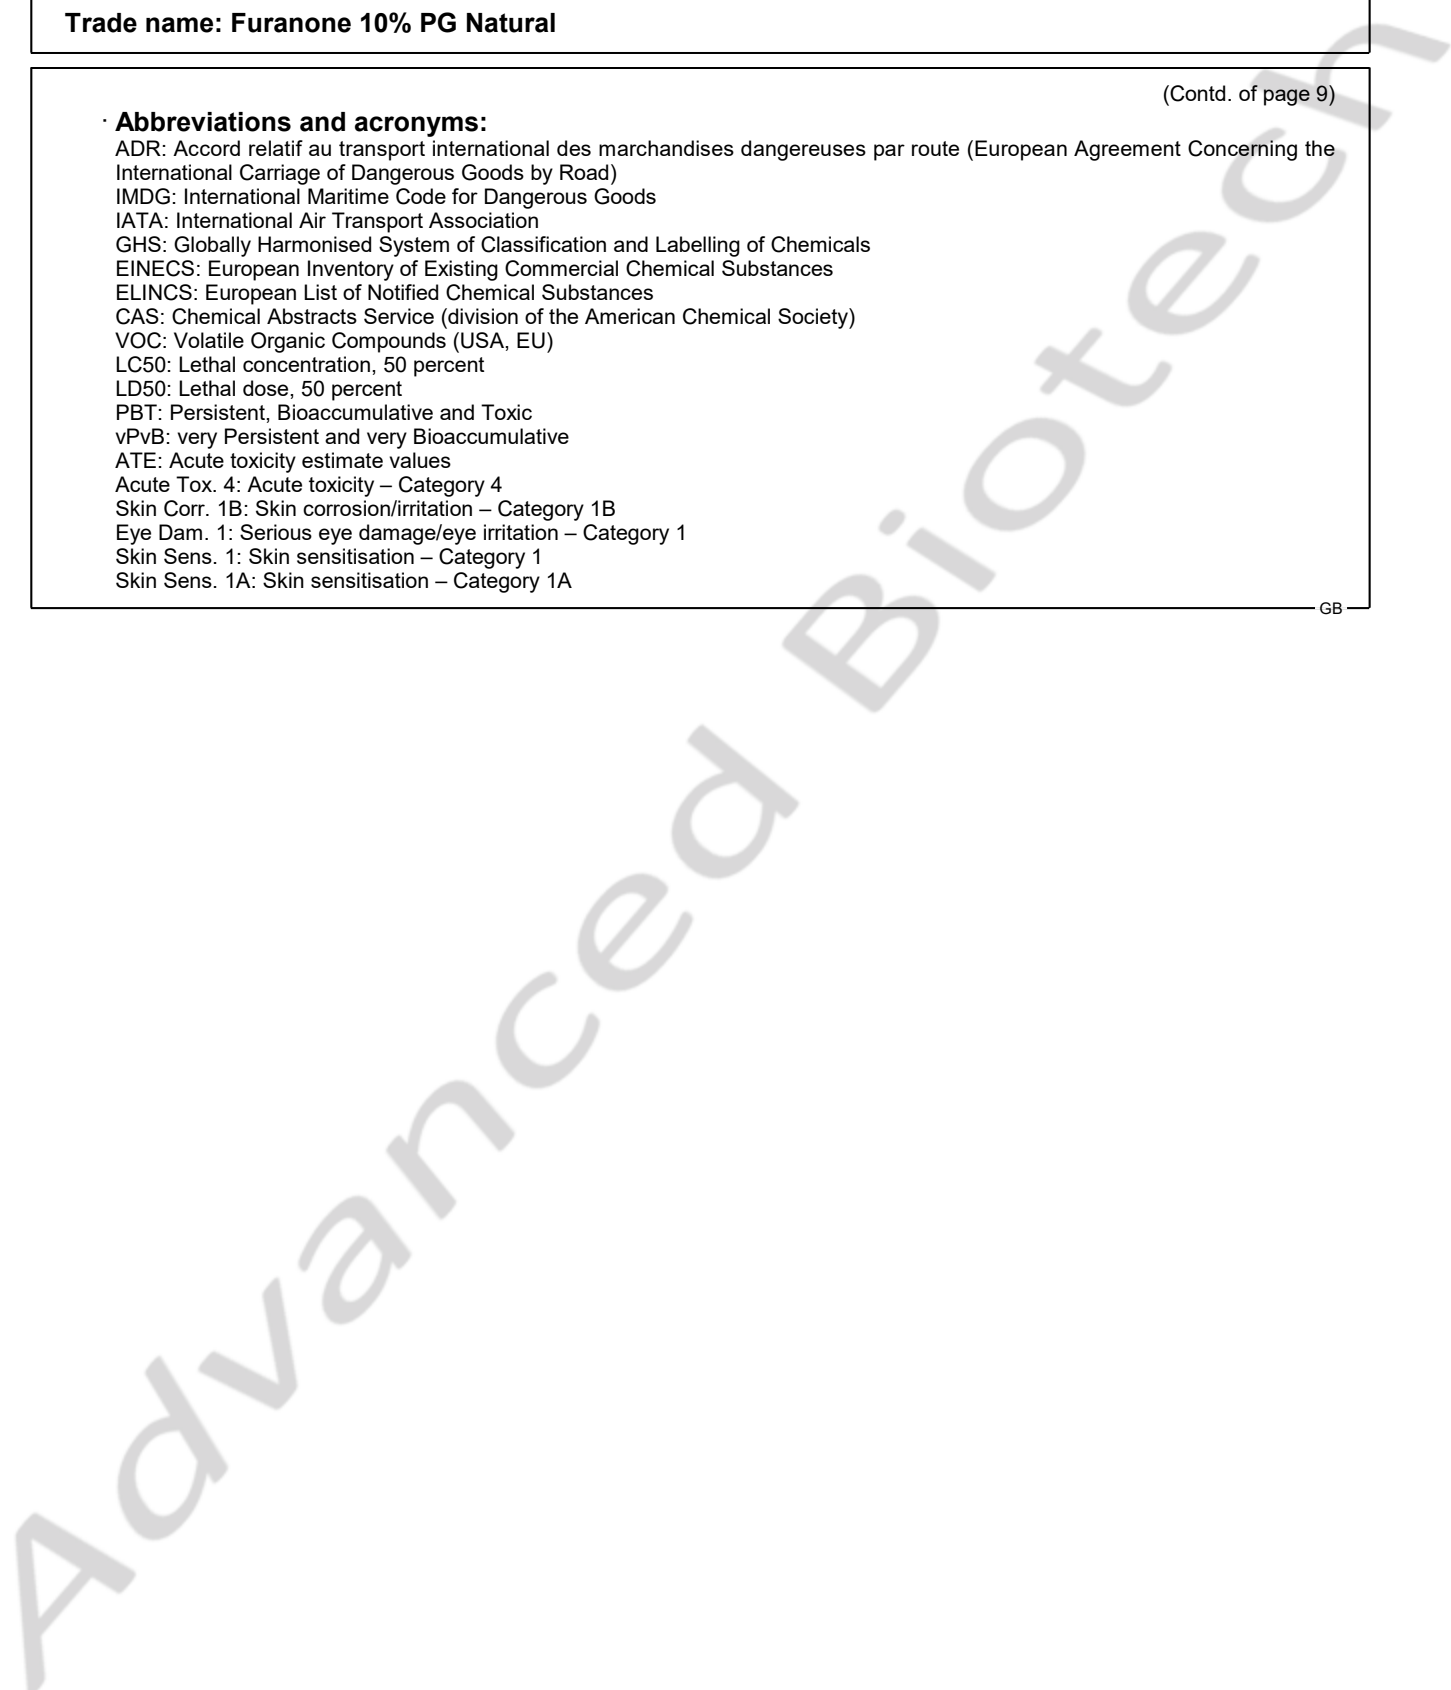 Trade name: Furanone 10% PG Natural
(Contd. of page 9)
· Abbreviations and acronyms:
ADR: Accord relatif au transport international des marchandises dangereuses par route (European Agreement Concerning the
International Carriage of Dangerous Goods by Road)
IMDG: International Maritime Code for Dangerous Goods
IATA: International Air Transport Association
GHS: Globally Harmonised System of Classification and Labelling of Chemicals
EINECS: European Inventory of Existing Commercial Chemical Substances
ELINCS: European List of Notified Chemical Substances
CAS: Chemical Abstracts Service (division of the American Chemical Society)
VOC: Volatile Organic Compounds (USA, EU)
LC50: Lethal concentration, 50 percent
LD50: Lethal dose, 50 percent
PBT: Persistent, Bioaccumulative and Toxic
vPvB: very Persistent and very Bioaccumulative
ATE: Acute toxicity estimate values
Acute Tox. 4: Acute toxicity – Category 4
Skin Corr. 1B: Skin corrosion/irritation – Category 1B
Eye Dam. 1: Serious eye damage/eye irritation – Category 1
Skin Sens. 1: Skin sensitisation – Category 1
Skin Sens. 1A: Skin sensitisation – Category 1A
GB
Advanced Biotech